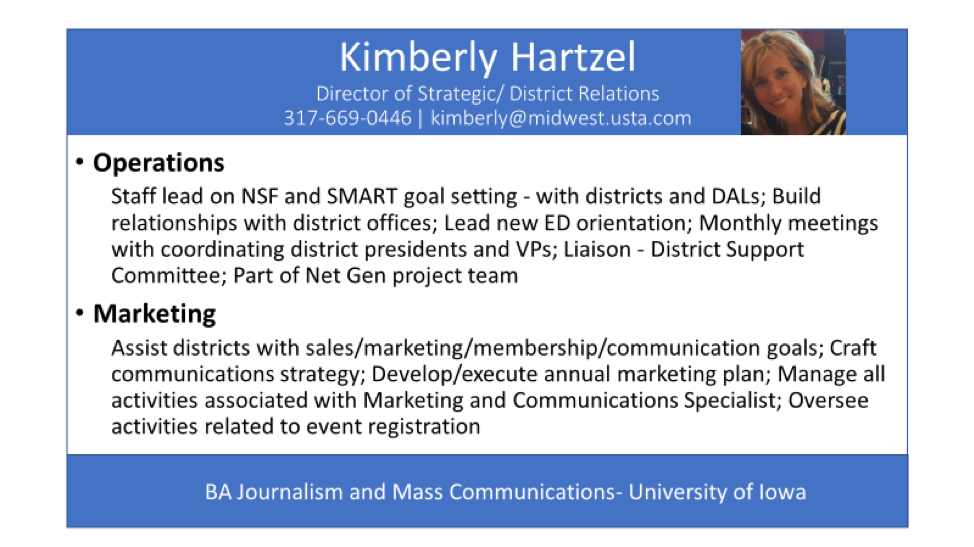 Kimberly Hartzel
Director of Strategic/ District Relations
317-669-0446 | kimberly@midwest.usta.com
• Operations
Staff lead on NSF and SMART goal setting - with districts and DALs; Build
relationships with district offices; Lead new ED orientation; Monthly meetings
with coordinating district presidents and VPs; Liaison - District Support
Committee; Part of Net Gen project team
• Marketing
Assist districts with sales/marketing/membership/communication goals; Craft
communications strategy; Develop/execute annual marketing plan; Manage all
activities associated with Marketing and Communications Specialist; Oversee
activities related to event registration
BA Journalism and Mass Communications- University of Iowa